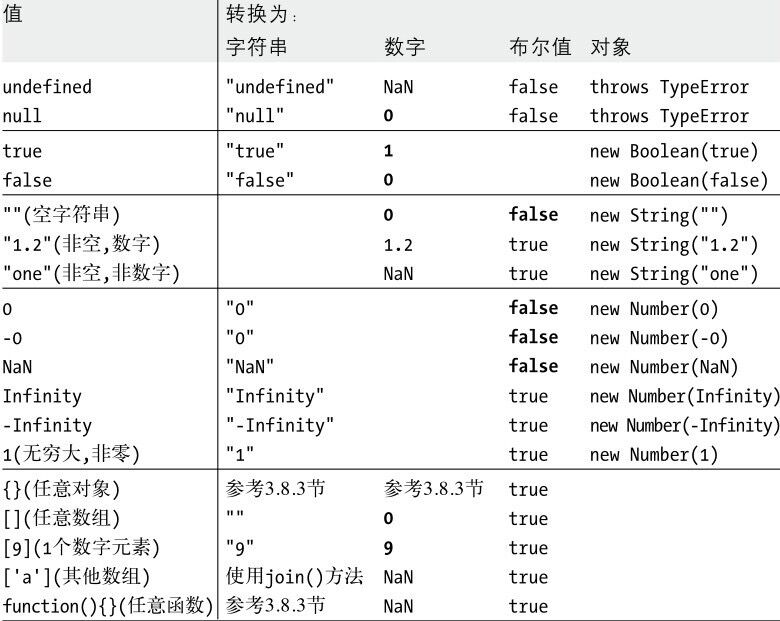 值 转换为:
字符串 数字 布尔值 对象
undefined "undefined" NaN false throws TypeError
null "null" 0 false throws TypeError
true "true" 1 new Boolean(true)
false "false" 0 new Boolean(false)
""(空字符串) 0 false new String("")
"1.2"(非空,数字) 1.2 true new String("1.2")
"one"(非空,非数字) NaN true new String("one")
0 "0" false new Number(0)
-0 "0" false new Number(-0)
NaN "NaN" false new Number(NaN)
Infinity "Infinity" true new Number(Infinity)
-Infinity "-Infinity" true new Number(-Infinity)
1(无穷大,非零) "1" true new Number(1)
{}(任意对象) 参考3.8.3节 参考3.8.3节 true
[](任意数组) "" 0 true
[9](1个数字元素) "9" 9 true
['a'](其他数组) 使用join()方法 NaN true
function(){}(任意函数) 参考3.8.3节 NaN true